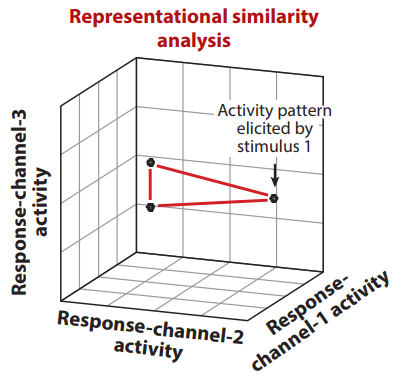 Representational similarity
analysis
Activity pattern
elicited by
stimulus 1
Response-channel-3
activity
Response-channel-2
activity
Response-
channel-1 activity